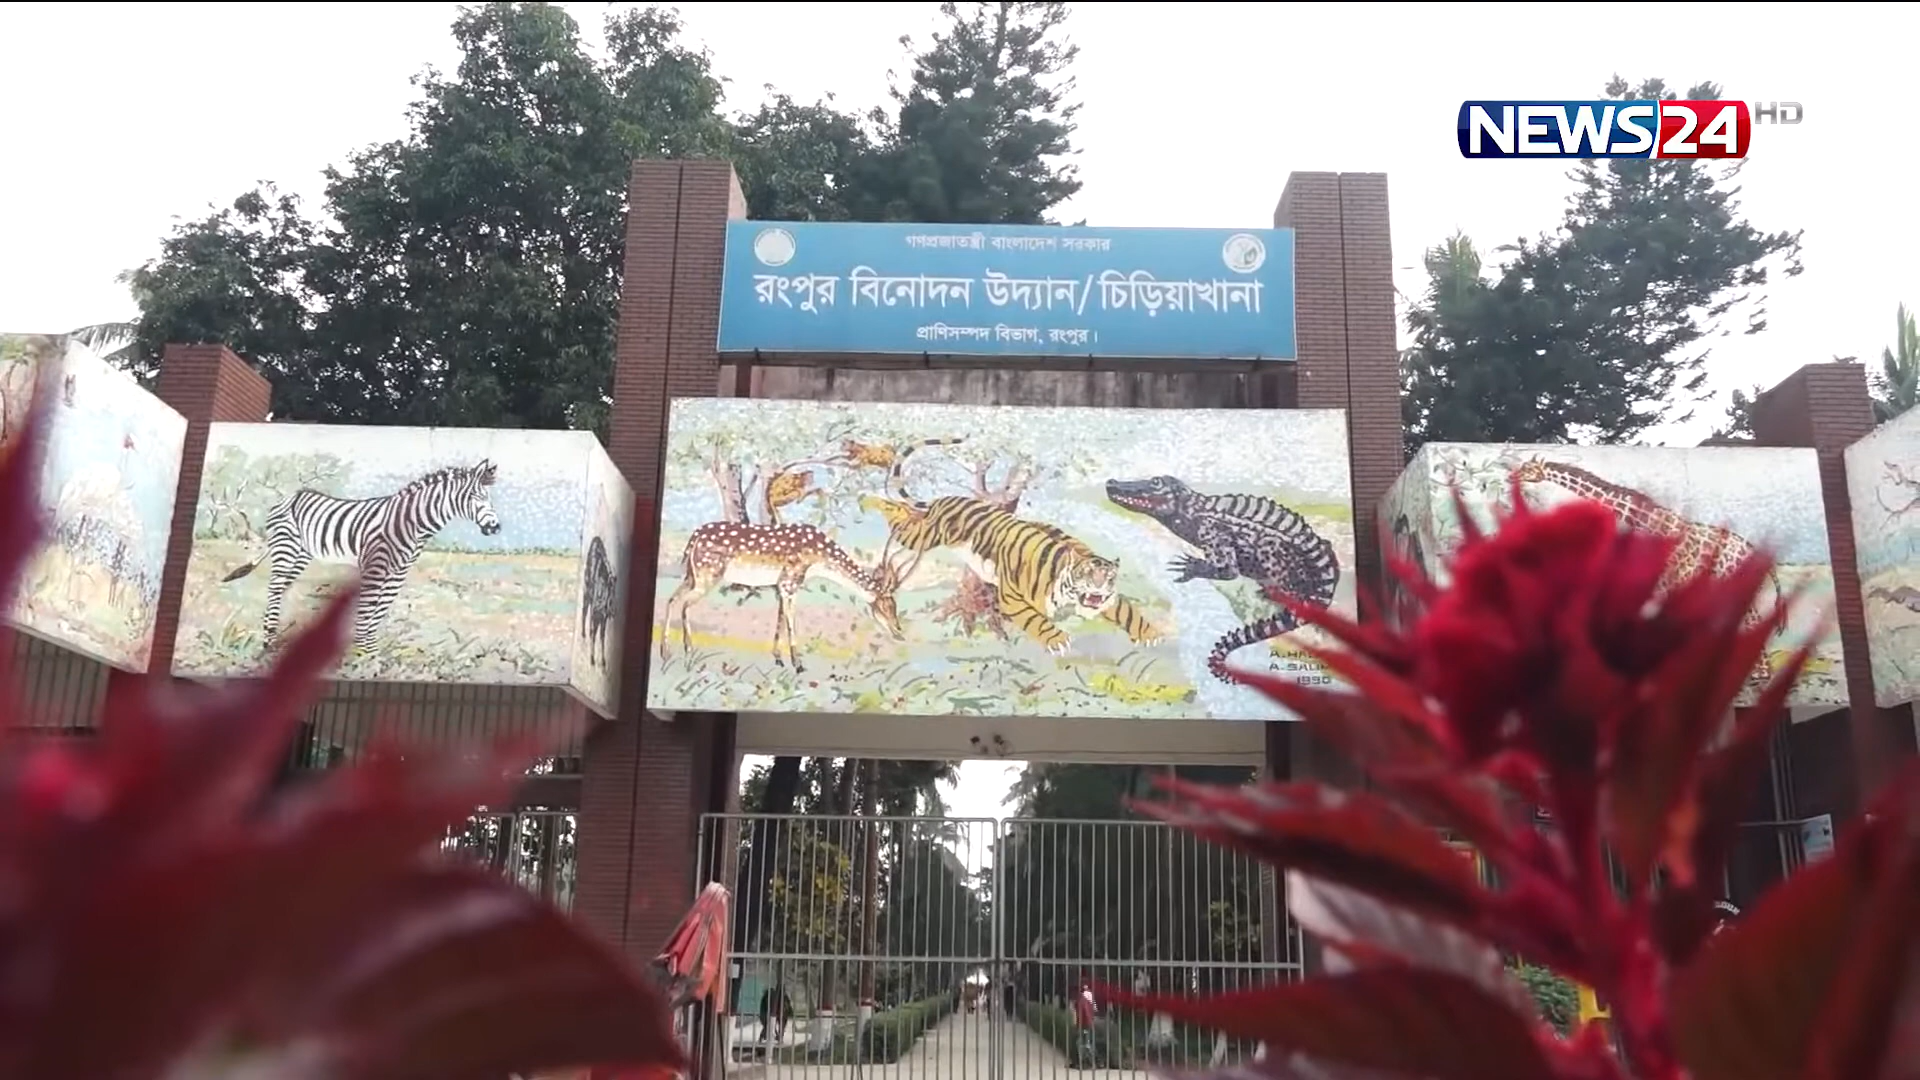 NEWS24 HD
গণপ্রজাতন্ত্রী বাংলাদেশ সরকার
রংপুর বিনোদন উদ্যান/চিড়িয়াখানা
প্রাণিসম্পদ বিভাগ, রংপুর।
1990